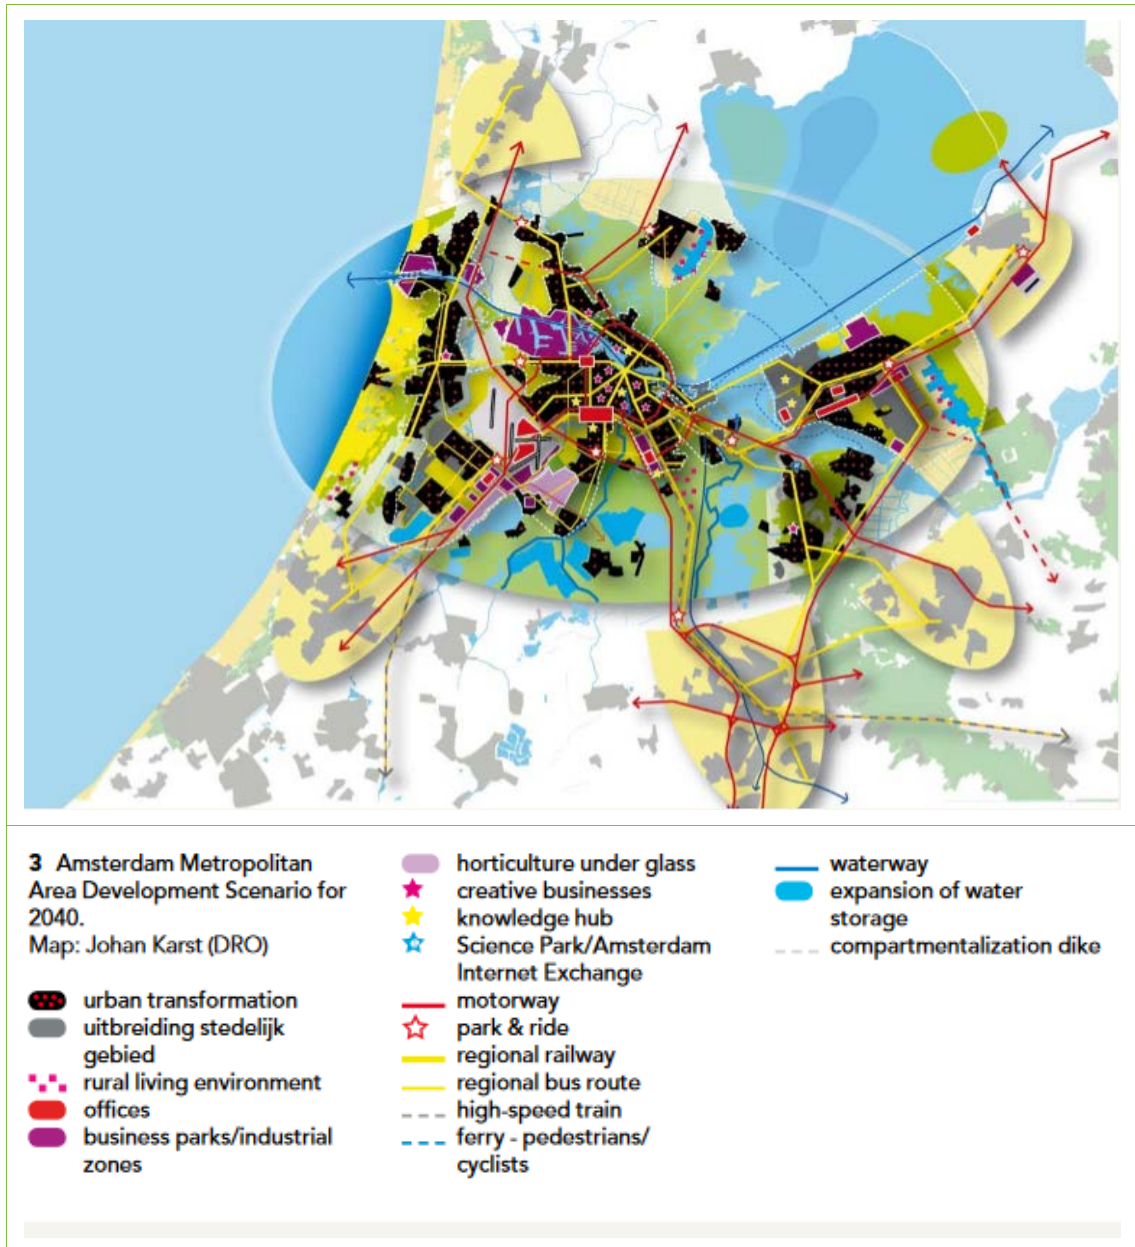 3 Amsterdam Metropolitan
Area Development Scenario for
2040.
Map: Johan Karst (DRO)
urban transformation
uitbreiding stedelijk
gebied
rural living environment
offices
business parks/industrial
zones
horticulture under glass
creative businesses
knowledge hub
Science Park/Amsterdam
Internet Exchange
motorway
park & ride
regional railway
regional bus route
high-speed train
ferry - pedestrians/
cyclists
waterway
expansion of water
storage
compartmentalization dike